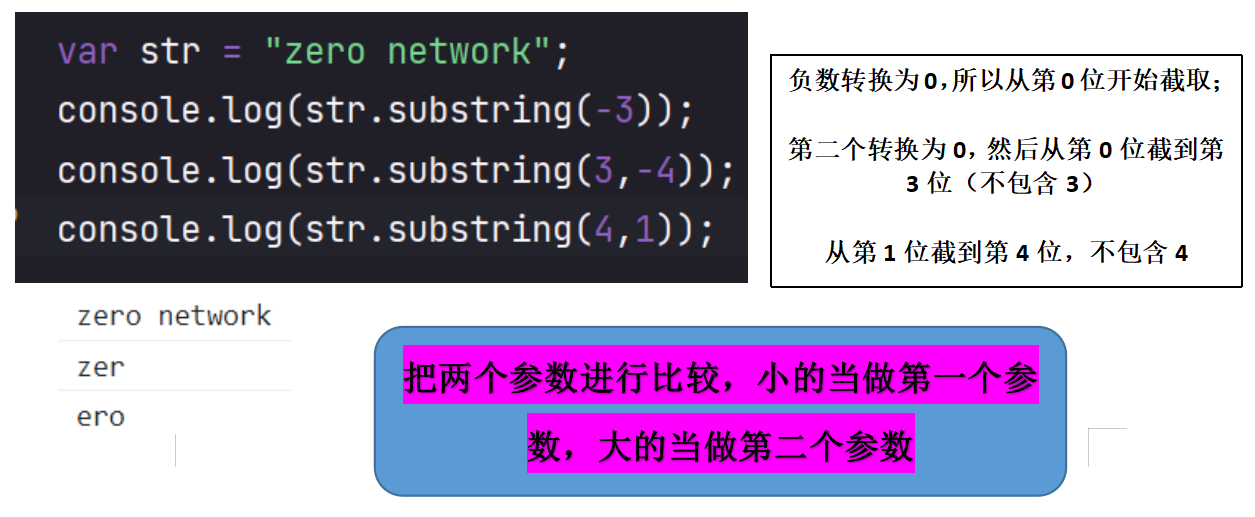 var str = "zero network";
console.log(str.substring(-3));
console.log(str.substring(3,-4));
console.log(str.substring(4,1));
负数转换为 0，所以从第 0 位开始截取；
第二个转换为 0，然后从第 0 位截到第
3 位（不包含 3）
从第 1 位截到第 4 位，不包含 4
zero network
zer
ero
把两个参数进行比较，小的当做第一个参
数，大的当做第二个参数